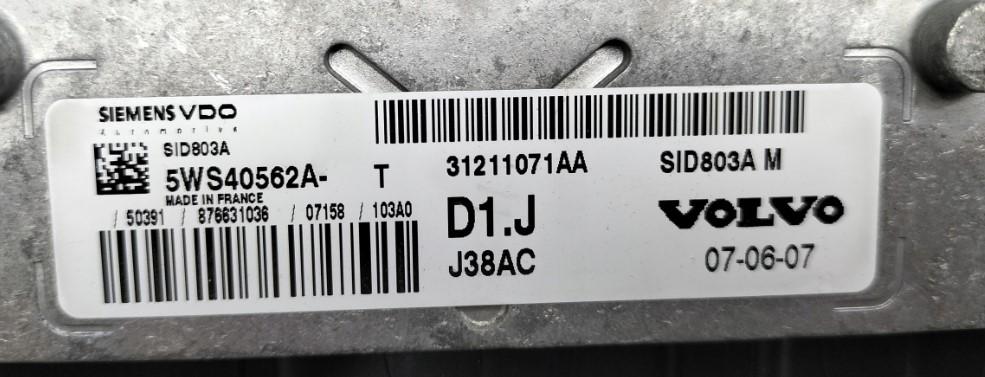 SIEMENS VDO
Automotive
SID803A
5WS40562A- T
MADE IN FRANCE
/ 50391 / 876631036 / 07158 / 103A0
31211071AA
D1.J
J38AC
SID803A M
VOLVO
07-06-07